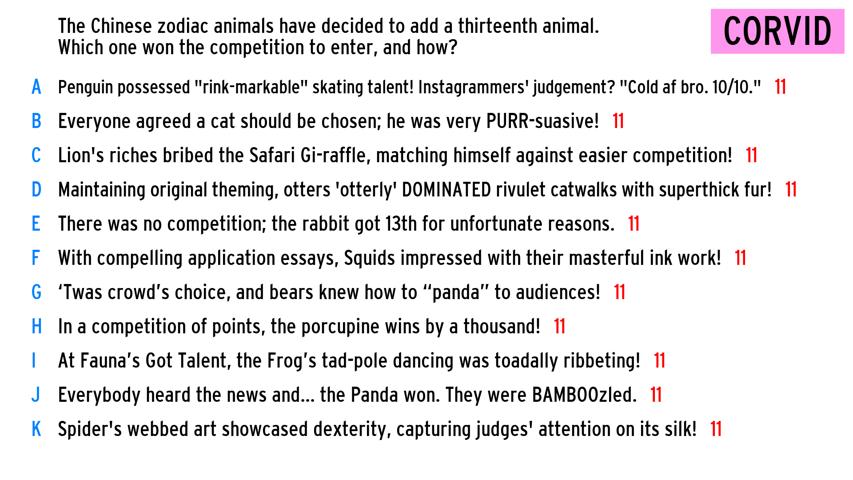 The Chinese zodiac animals have decided to add a thirteenth animal.
Which one won the competition to enter, and how?
CORVID
A Penguin possessed "rink-markable" skating talent! Instagrammers' judgement? "Cold af bro. 10/10." 11
B Everyone agreed a cat should be chosen; he was very PURR-suasive! 11
C Lion's riches bribed the Safari Gi-raffle, matching himself against easier competition! 11
D Maintaining original theming, otters 'otterly' DOMINATED rivulet catwalks with superthick fur! 11
E There was no competition; the rabbit got 13th for unfortunate reasons. 11
F With compelling application essays, Squids impressed with their masterful ink work! 11
G ‘Twas crowd’s choice, and bears knew how to “panda” to audiences! 11
H In a competition of points, the porcupine wins by a thousand! 11
I At Fauna’s Got Talent, the Frog’s tad-pole dancing was toadally ribbeting! 11
J Everybody heard the news and... the Panda won. They were BAMBOOzled. 11
K Spider's webbed art showcased dexterity, capturing judges' attention on its silk! 11